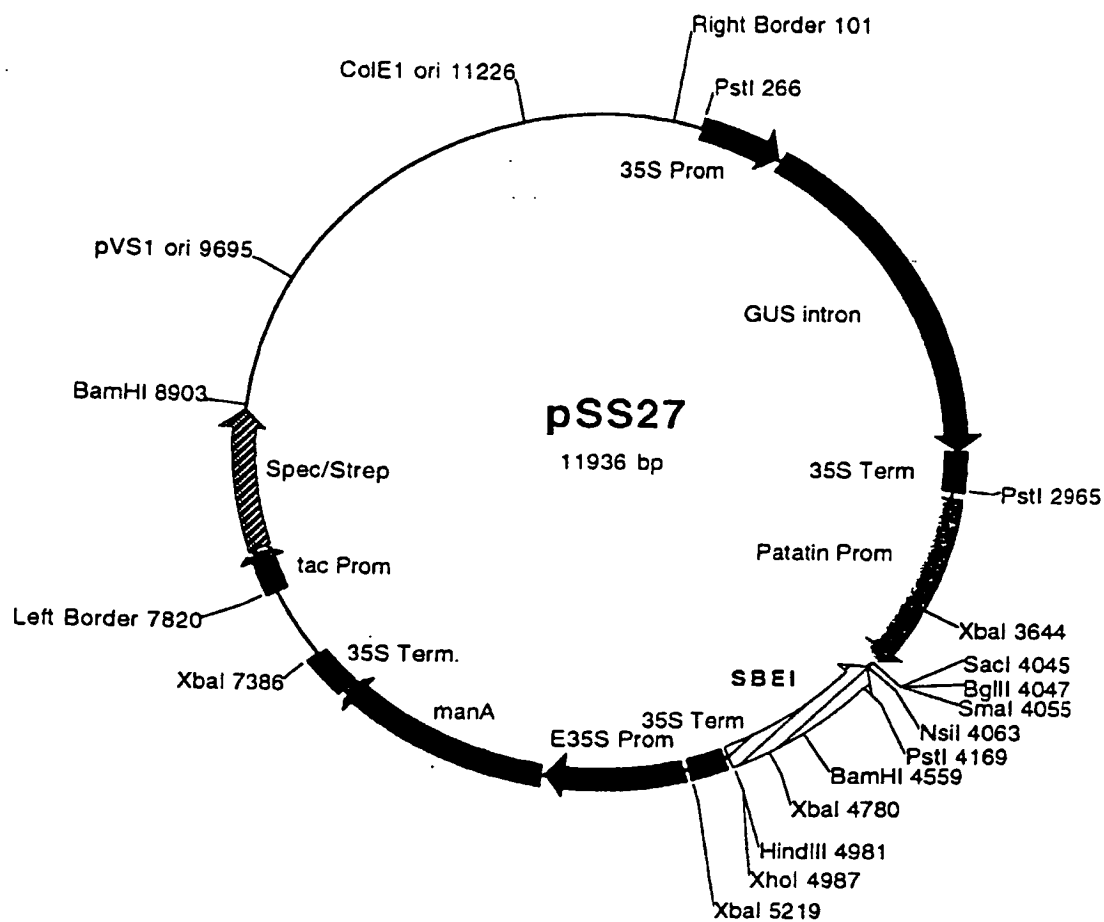 Right Border 101
ColE1 ori 11226
PstI 266
35S Prom
pVS1 ori 9695
GUS intron
BamHI 8903
pSS27
11936 bp
Spec/Strep
35S Term
PstI 2965
Patatin Prom
tac Prom
Left Border 7820
XbaI 3644
35S Term.
SBEI
SacI 4045
XbaI 7386
BglII 4047
SmaI 4055
manA
35S Term
NsiI 4063
E35S Prom
PstI 4169
BamHI 4559
XbaI 4780
HindIII 4981
XhoI 4987
XbaI 5219